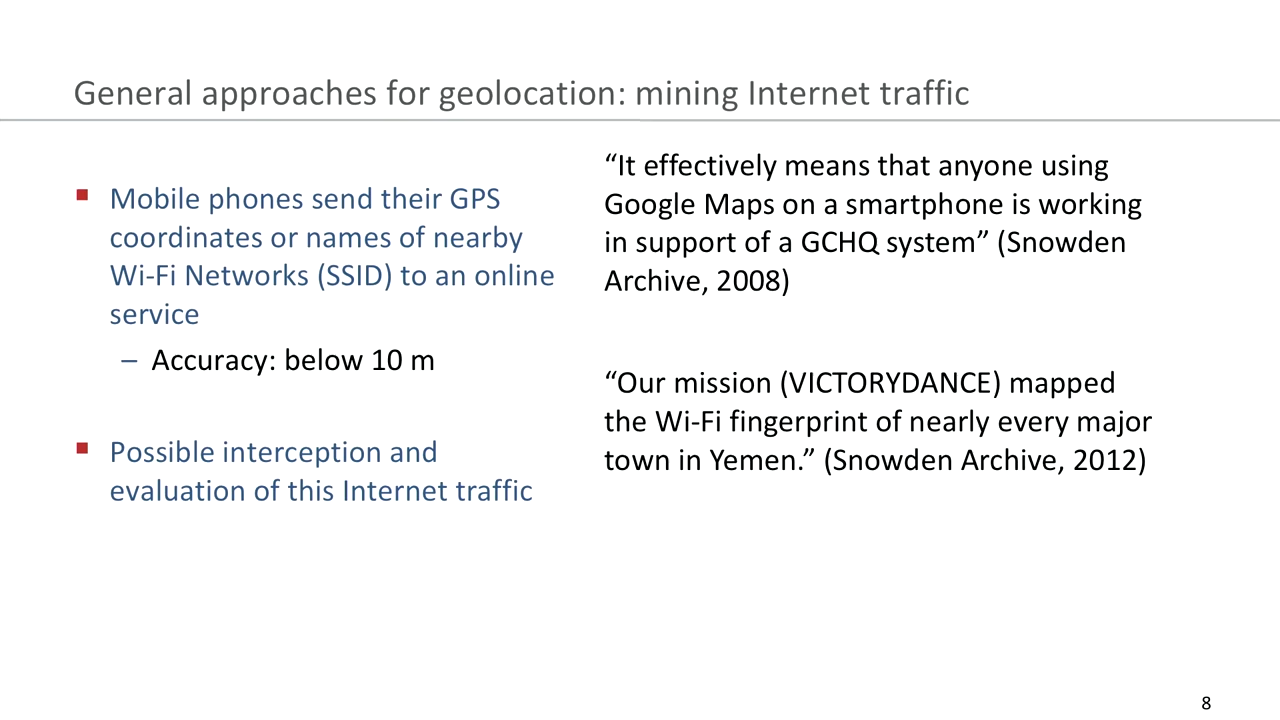 General approaches for geolocation: mining Internet traffic
Mobile phones send their GPS
coordinates or names of nearby
Wi-Fi Networks (SSID) to an online
service
– Accuracy: below 10 m
Possible interception and
evaluation of this Internet traffic
“It effectively means that anyone using
Google Maps on a smartphone is working
in support of a GCHQ system” (Snowden
Archive, 2008)
“Our mission (VICTORYDANCE) mapped
the Wi-Fi fingerprint of nearly every major
town in Yemen.” (Snowden Archive, 2012)
8